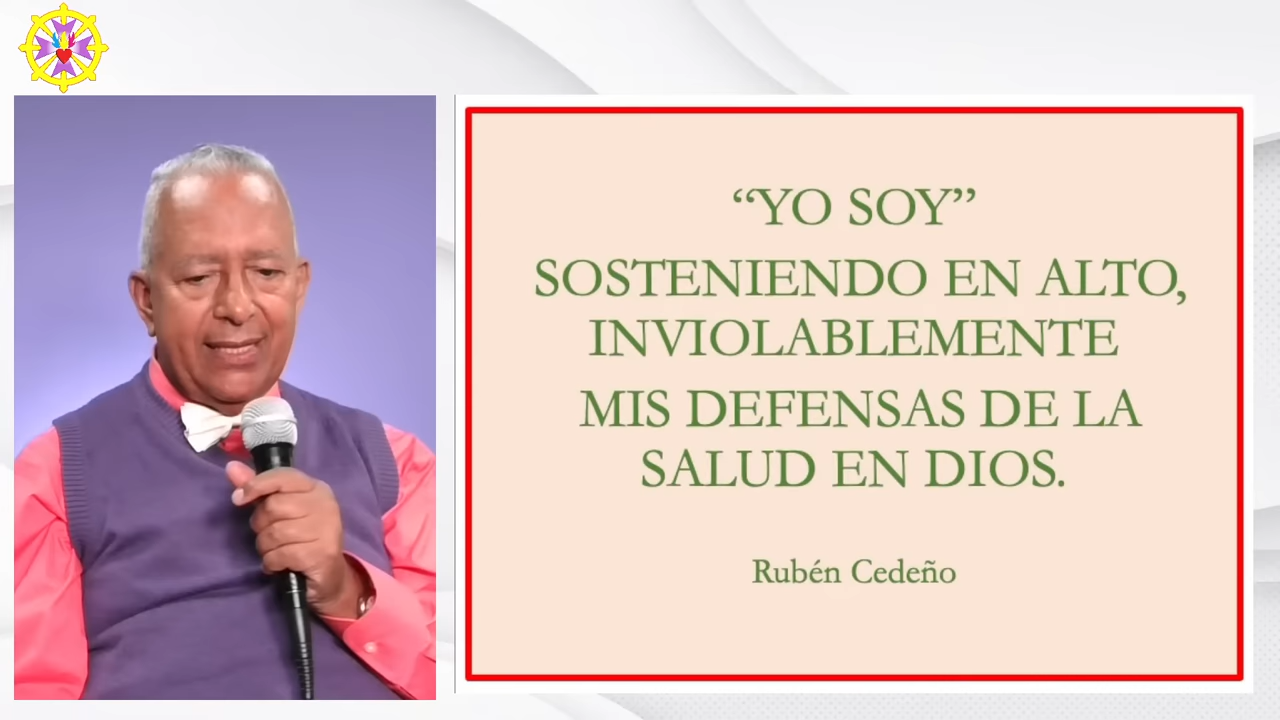 “YO SOY”
SOSTENIENDO EN ALTO,
INVIOLABLEMENTE
MIS DEFENSAS DE LA
SALUD EN DIOS.
Rubén Cedeño